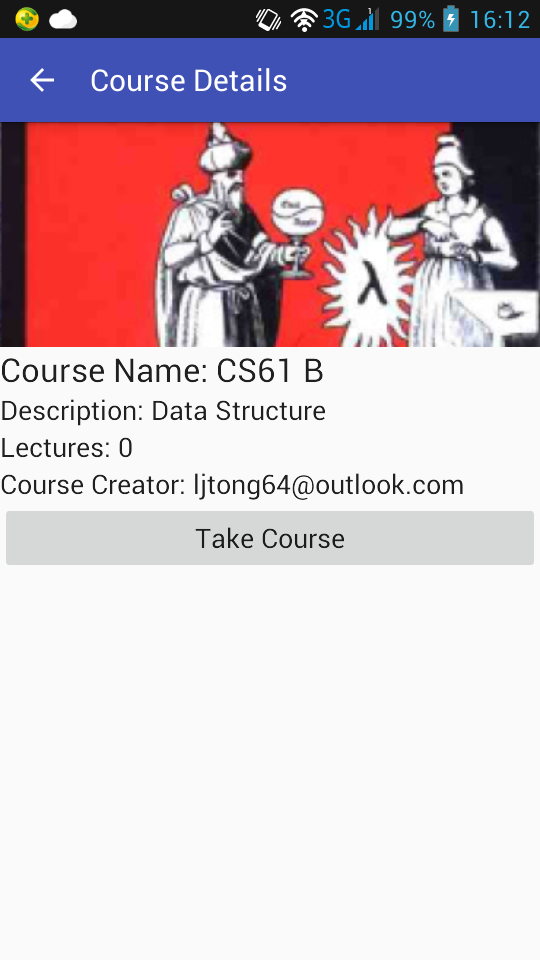 3G 1 99% 16:12
Course Details
λ
Course Name: CS61 B
Description: Data Structure
Lectures: 0
Course Creator: ljtong64@outlook.com
Take Course